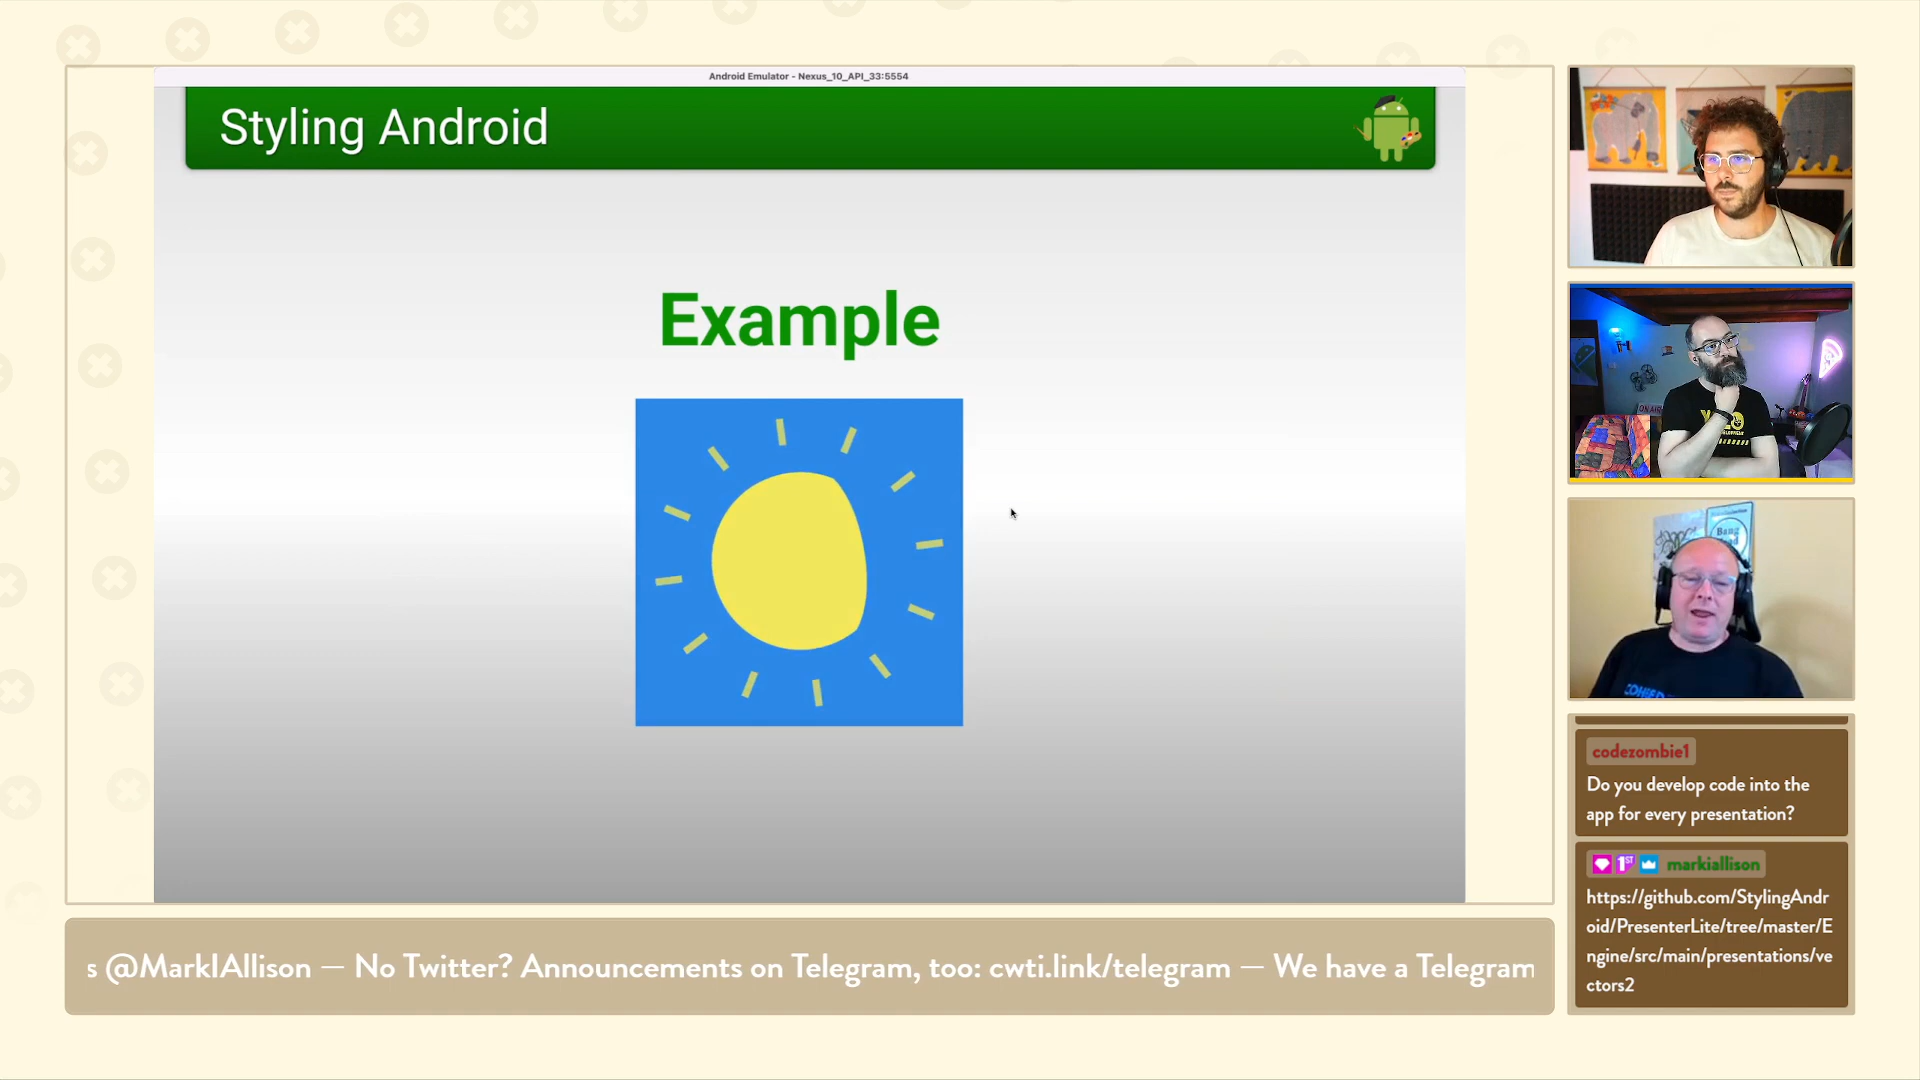 Android Emulator - Nexus_10_API_33:5554
Styling Android
Example
codezombie1
Do you develop code into the
app for every presentation?
1ST markiallison
https://github.com/StylingAndr
oid/PresenterLite/tree/master/E
ngine/src/main/presentations/ve
ctors2
s @MarkIAllison — No Twitter? Announcements on Telegram, too: cwti.link/telegram — We have a Telegram